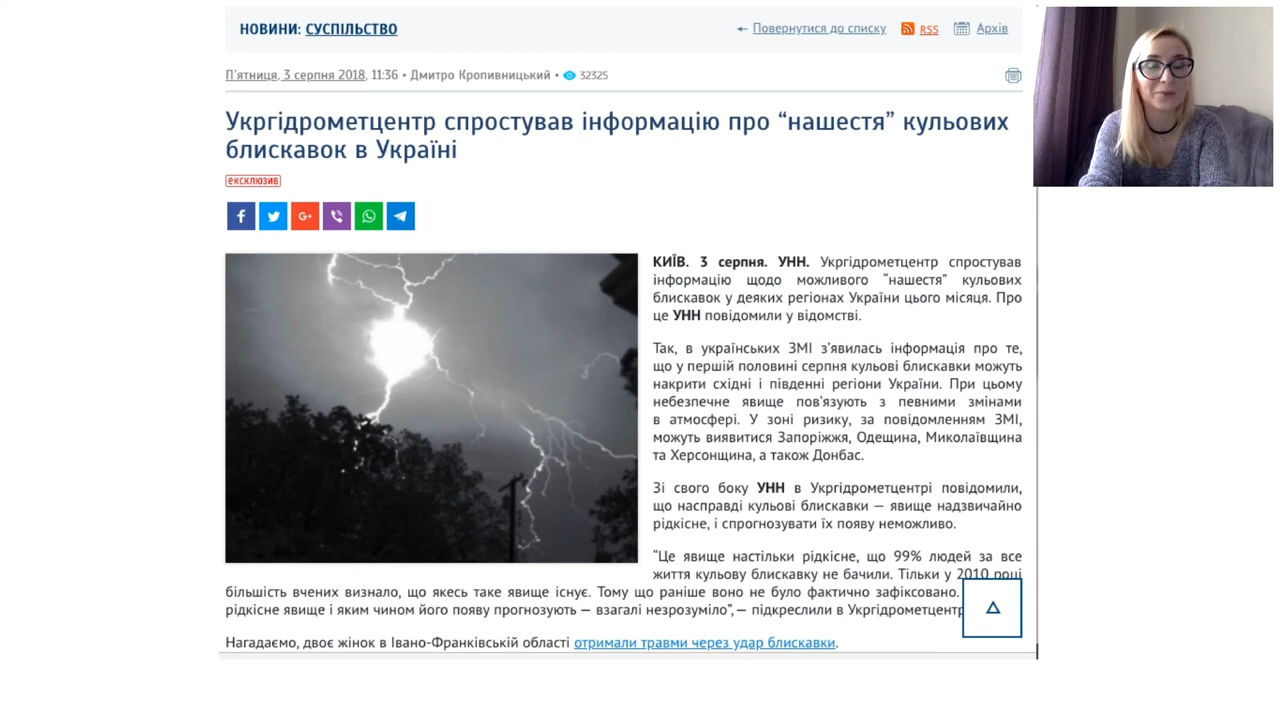 НОВИНИ: СУСПІЛЬСТВО
Повернутися до списку RSS Архів
П'ятниця, 3 серпня 2018, 11:36 • Дмитро Кропивницький • 32325
Укргідрометцентр спростував інформацію про “нашестя” кульових
блискавок в Україні
ексклюзив
КИЇВ. 3 серпня. УНН. Укргідрометцентр спростував
інформацію щодо можливого “нашестя” кульових
блискавок у деяких регіонах України цього місяця. Про
це УНН повідомили у відомстві.
Так, в українських ЗМІ з’явилась інформація про те,
що у першій половині серпня кульові блискавки можуть
накрити східні і південні регіони України. При цьому
небезпечне явище пов’язують з певними змінами
в атмосфері. У зоні ризику, за повідомленням ЗМІ,
можуть виявитися Запоріжжя, Одещина, Миколаївщина
та Херсонщина, а також Донбас.
Зі свого боку УНН в Укргідрометцентрі повідомили,
що насправді кульові блискавки — явище надзвичайно
рідкісне, і спрогнозувати їх появу неможливо.
“Це явище настільки рідкісне, що 99% людей за все
життя кульову блискавку не бачили. Тільки у 2010 році
більшість вчених визнало, що якесь таке явище існує. Тому що раніше воно не було фактично зафіксовано.
рідкісне явище і яким чином його появу прогнозують — взагалі незрозуміло”, — підкреслили в Укргідрометцентр
Нагадаємо, двоє жінок в Івано-Франківській області отримали травми через удар блискавки.